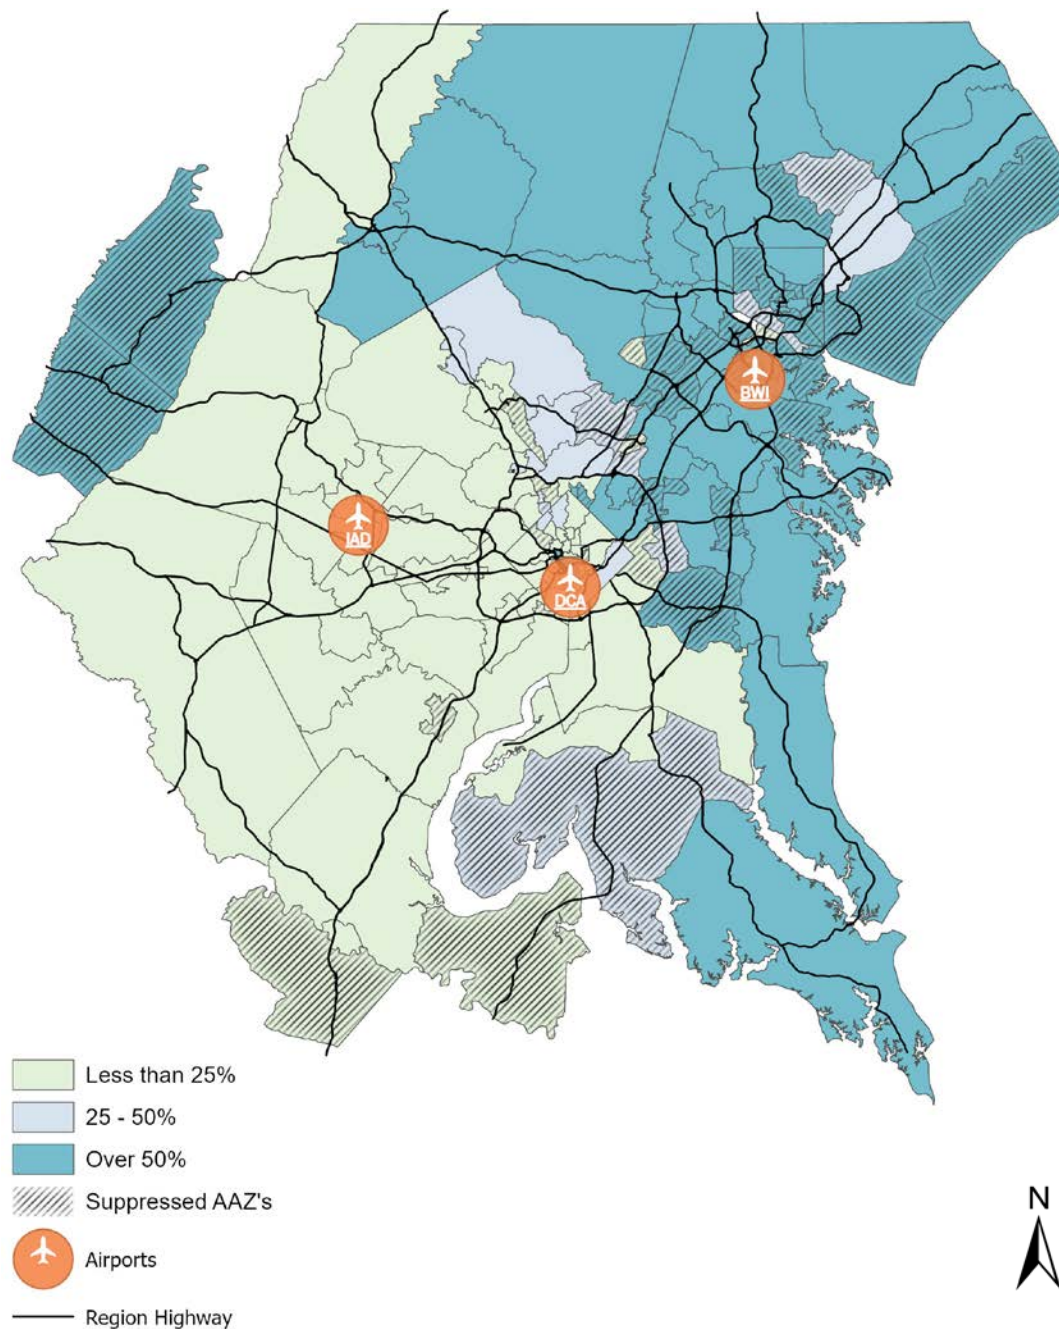 BWI
IAD
DCA
Less than 25%
25 - 50%
Over 50%
Suppressed AAZ's
Airports
Region Highway
N